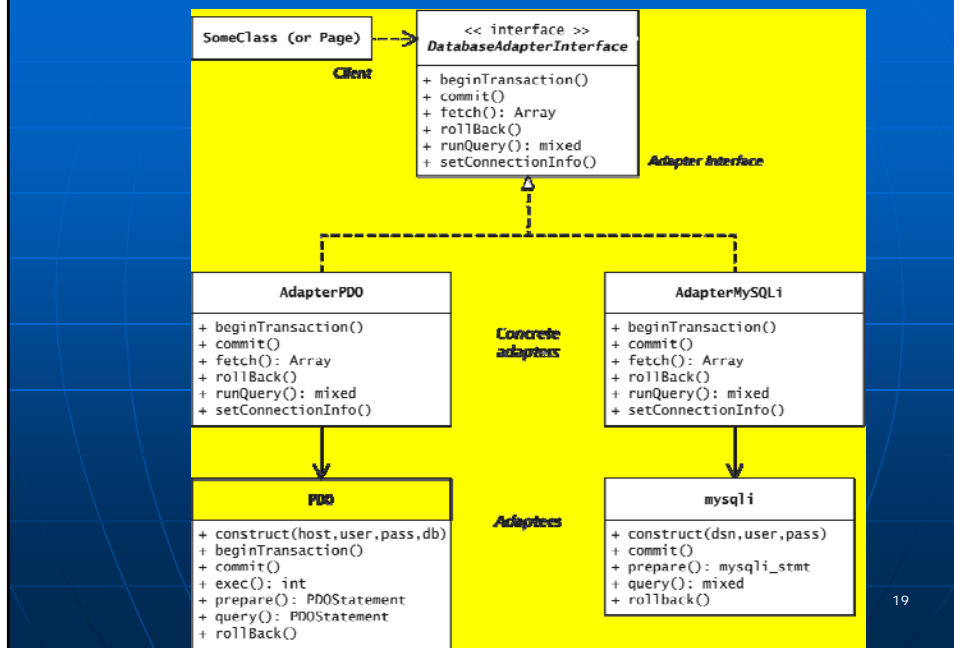 SomeClass (or Page)
Client
<< interface >>
DatabaseAdapterInterface
+ beginTransaction()
+ commit()
+ fetch(): Array
+ rollBack()
+ runQuery(): mixed
+ setConnectionInfo()
Adapter Interface
AdapterPDO
+ beginTransaction()
+ commit()
+ fetch(): Array
+ rollBack()
+ runQuery(): mixed
+ setConnectionInfo()
Concrete
adapters
AdapterMySQLi
+ beginTransaction()
+ commit()
+ fetch(): Array
+ rollBack()
+ runQuery(): mixed
+ setConnectionInfo()
PDO
+ construct(host,user,pass,db)
+ beginTransaction()
+ commit()
+ exec(): int
+ prepare(): PDOStatement
+ query(): PDOStatement
+ rollBack()
Adaptees
mysqli
+ construct(dsn,user,pass)
+ commit()
+ prepare(): mysqli_stmt
+ query(): mixed
+ rollback()
19